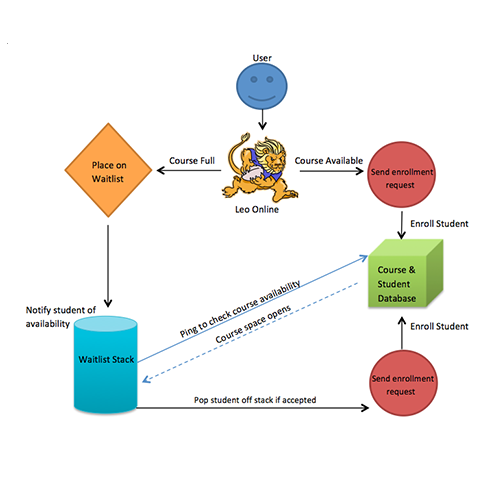 User
Place on
Waitlist
Course Full
Course Available
Send enrollment
request
Leo Online
Enroll Student
Course &
Student
Database
Notify student of
availability
Ping to check course availability
Course space opens
Enroll Student
Waitlist Stack
Send enrollment
request
Pop student off stack if accepted